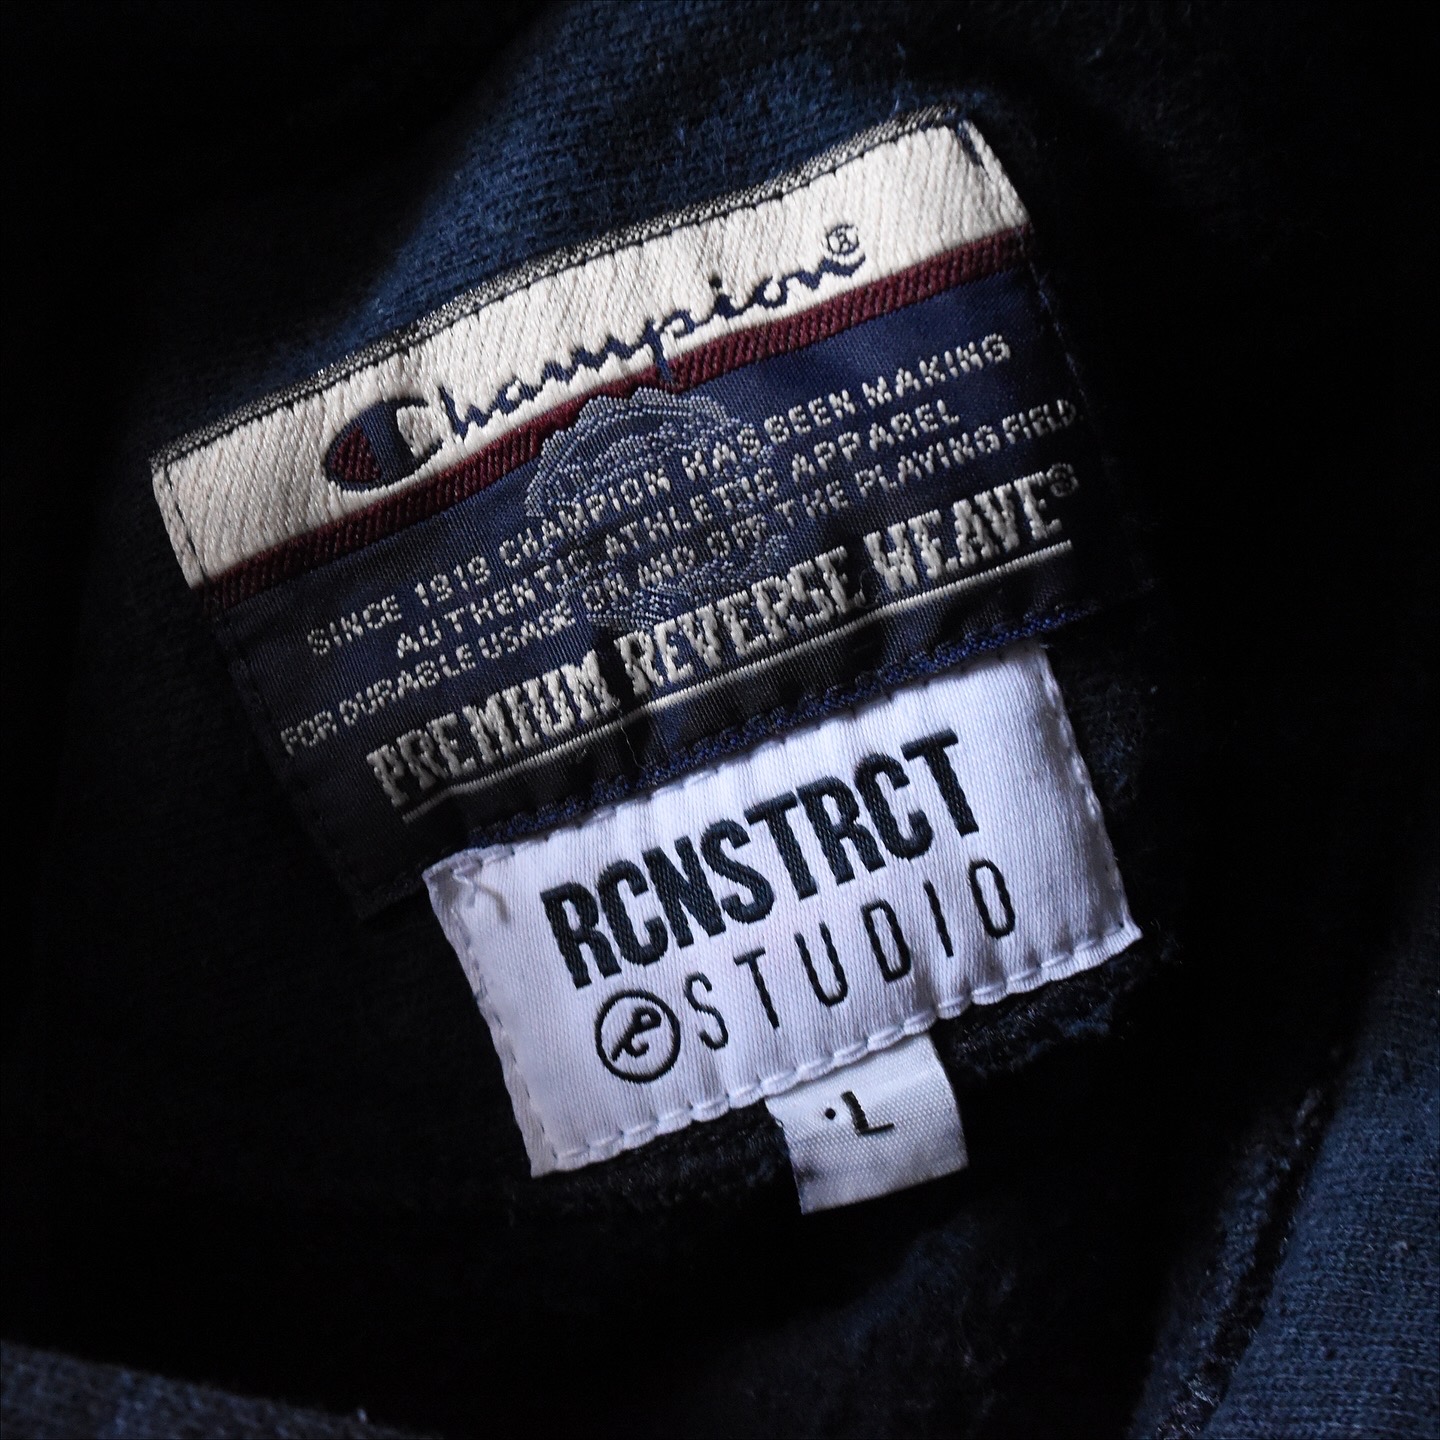 Champion®
SINCE 1919 CHAMPION HAS BEEN MAKING
AUTHENTIC ATHLETIC APPAREL
FOR DURABLE USAGE ON AND OFF THE PLAYING FIELD
PREMIUM REVERSE WEAVE®
RCNSTRCT
STUDIO
·L